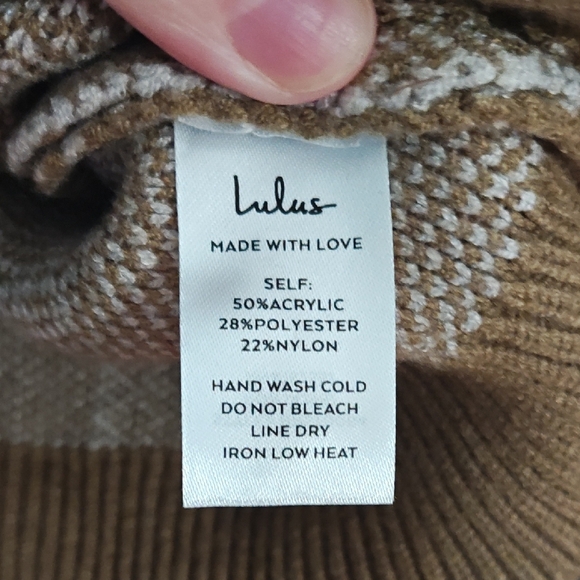 Lulus
MADE WITH LOVE
SELF:
50%ACRYLIC
28%POLYESTER
22%NYLON
HAND WASH COLD
DO NOT BLEACH
LINE DRY
IRON LOW HEAT